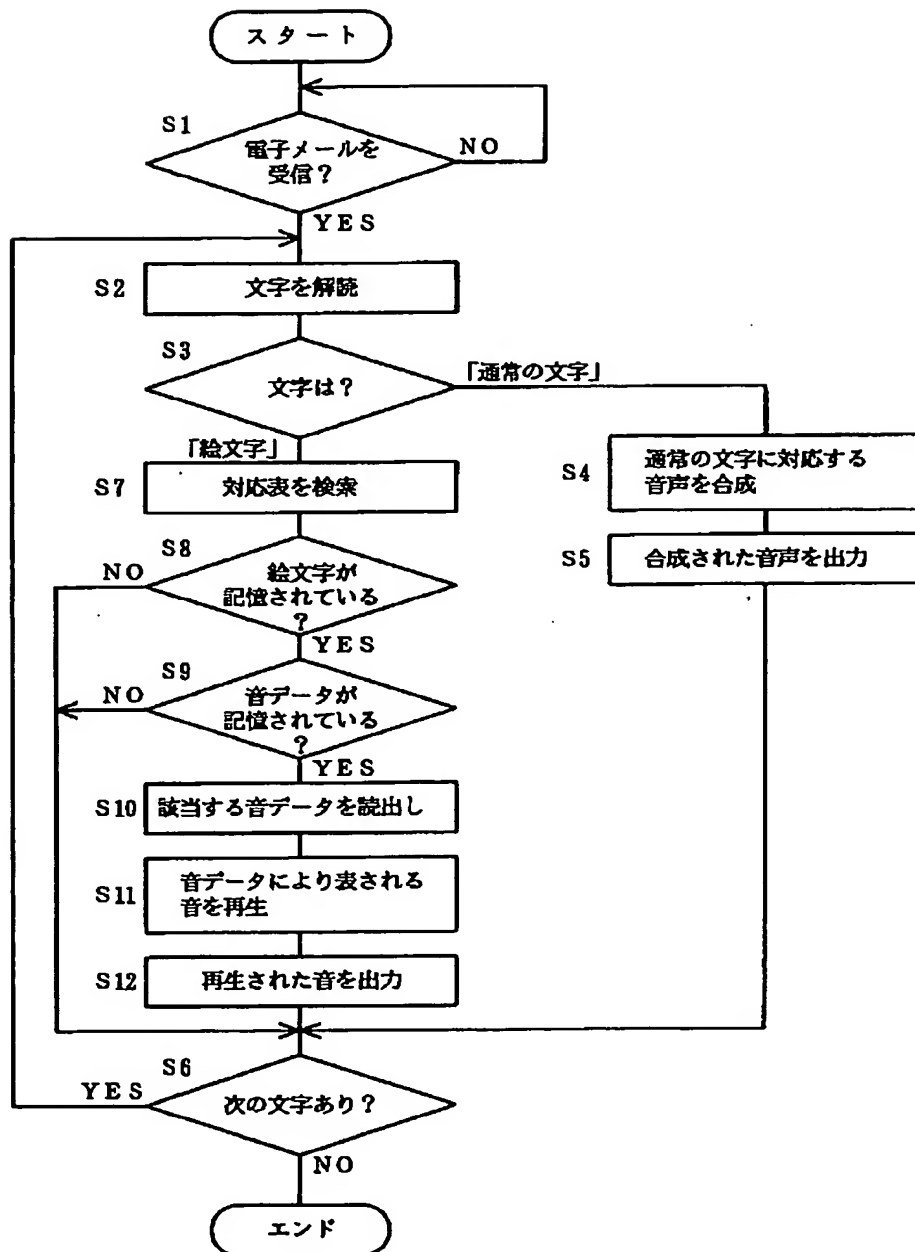 スタート
S1
電子メールを
受信？
NO
YES
S2
文字を解読
S3
文字は？
「通常の文字」
「絵文字」
S4
通常の文字に対応する
音声を合成
S7
対応表を検索
S5
合成された音声を出力
S8
NO
絵文字が
記憶されている
？
YES
S9
NO
音データが
記憶されている
？
YES
S10
該当する音データを読出し
S11
音データにより表される
音を再生
S12
再生された音を出力
S6
YES
次の文字あり？
NO
エンド